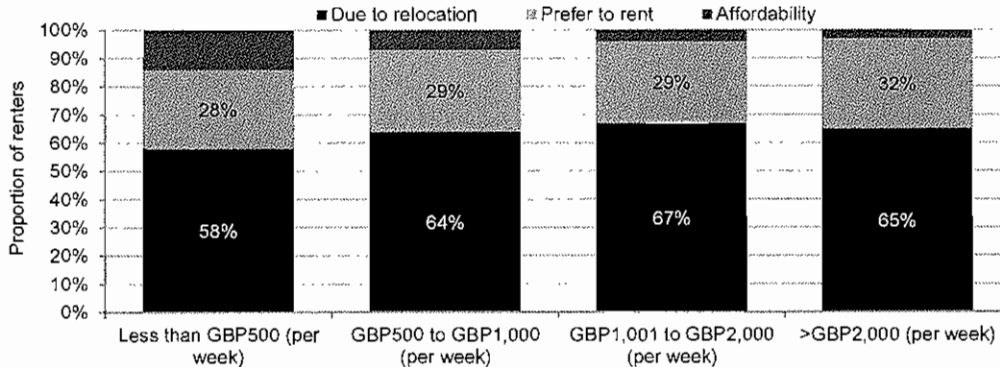 Due to relocation Prefer to rent Affordability
Proportion of renters
100%
90%
80%
70%
60%
50%
40%
30%
20%
10%
0%
28% 29% 29% 32%
58% 64% 67% 65%
Less than GBP500 (per week)
GBP500 to GBP1,000 (per week)
GBP1,001 to GBP2,000 (per week)
>GBP2,000 (per week)